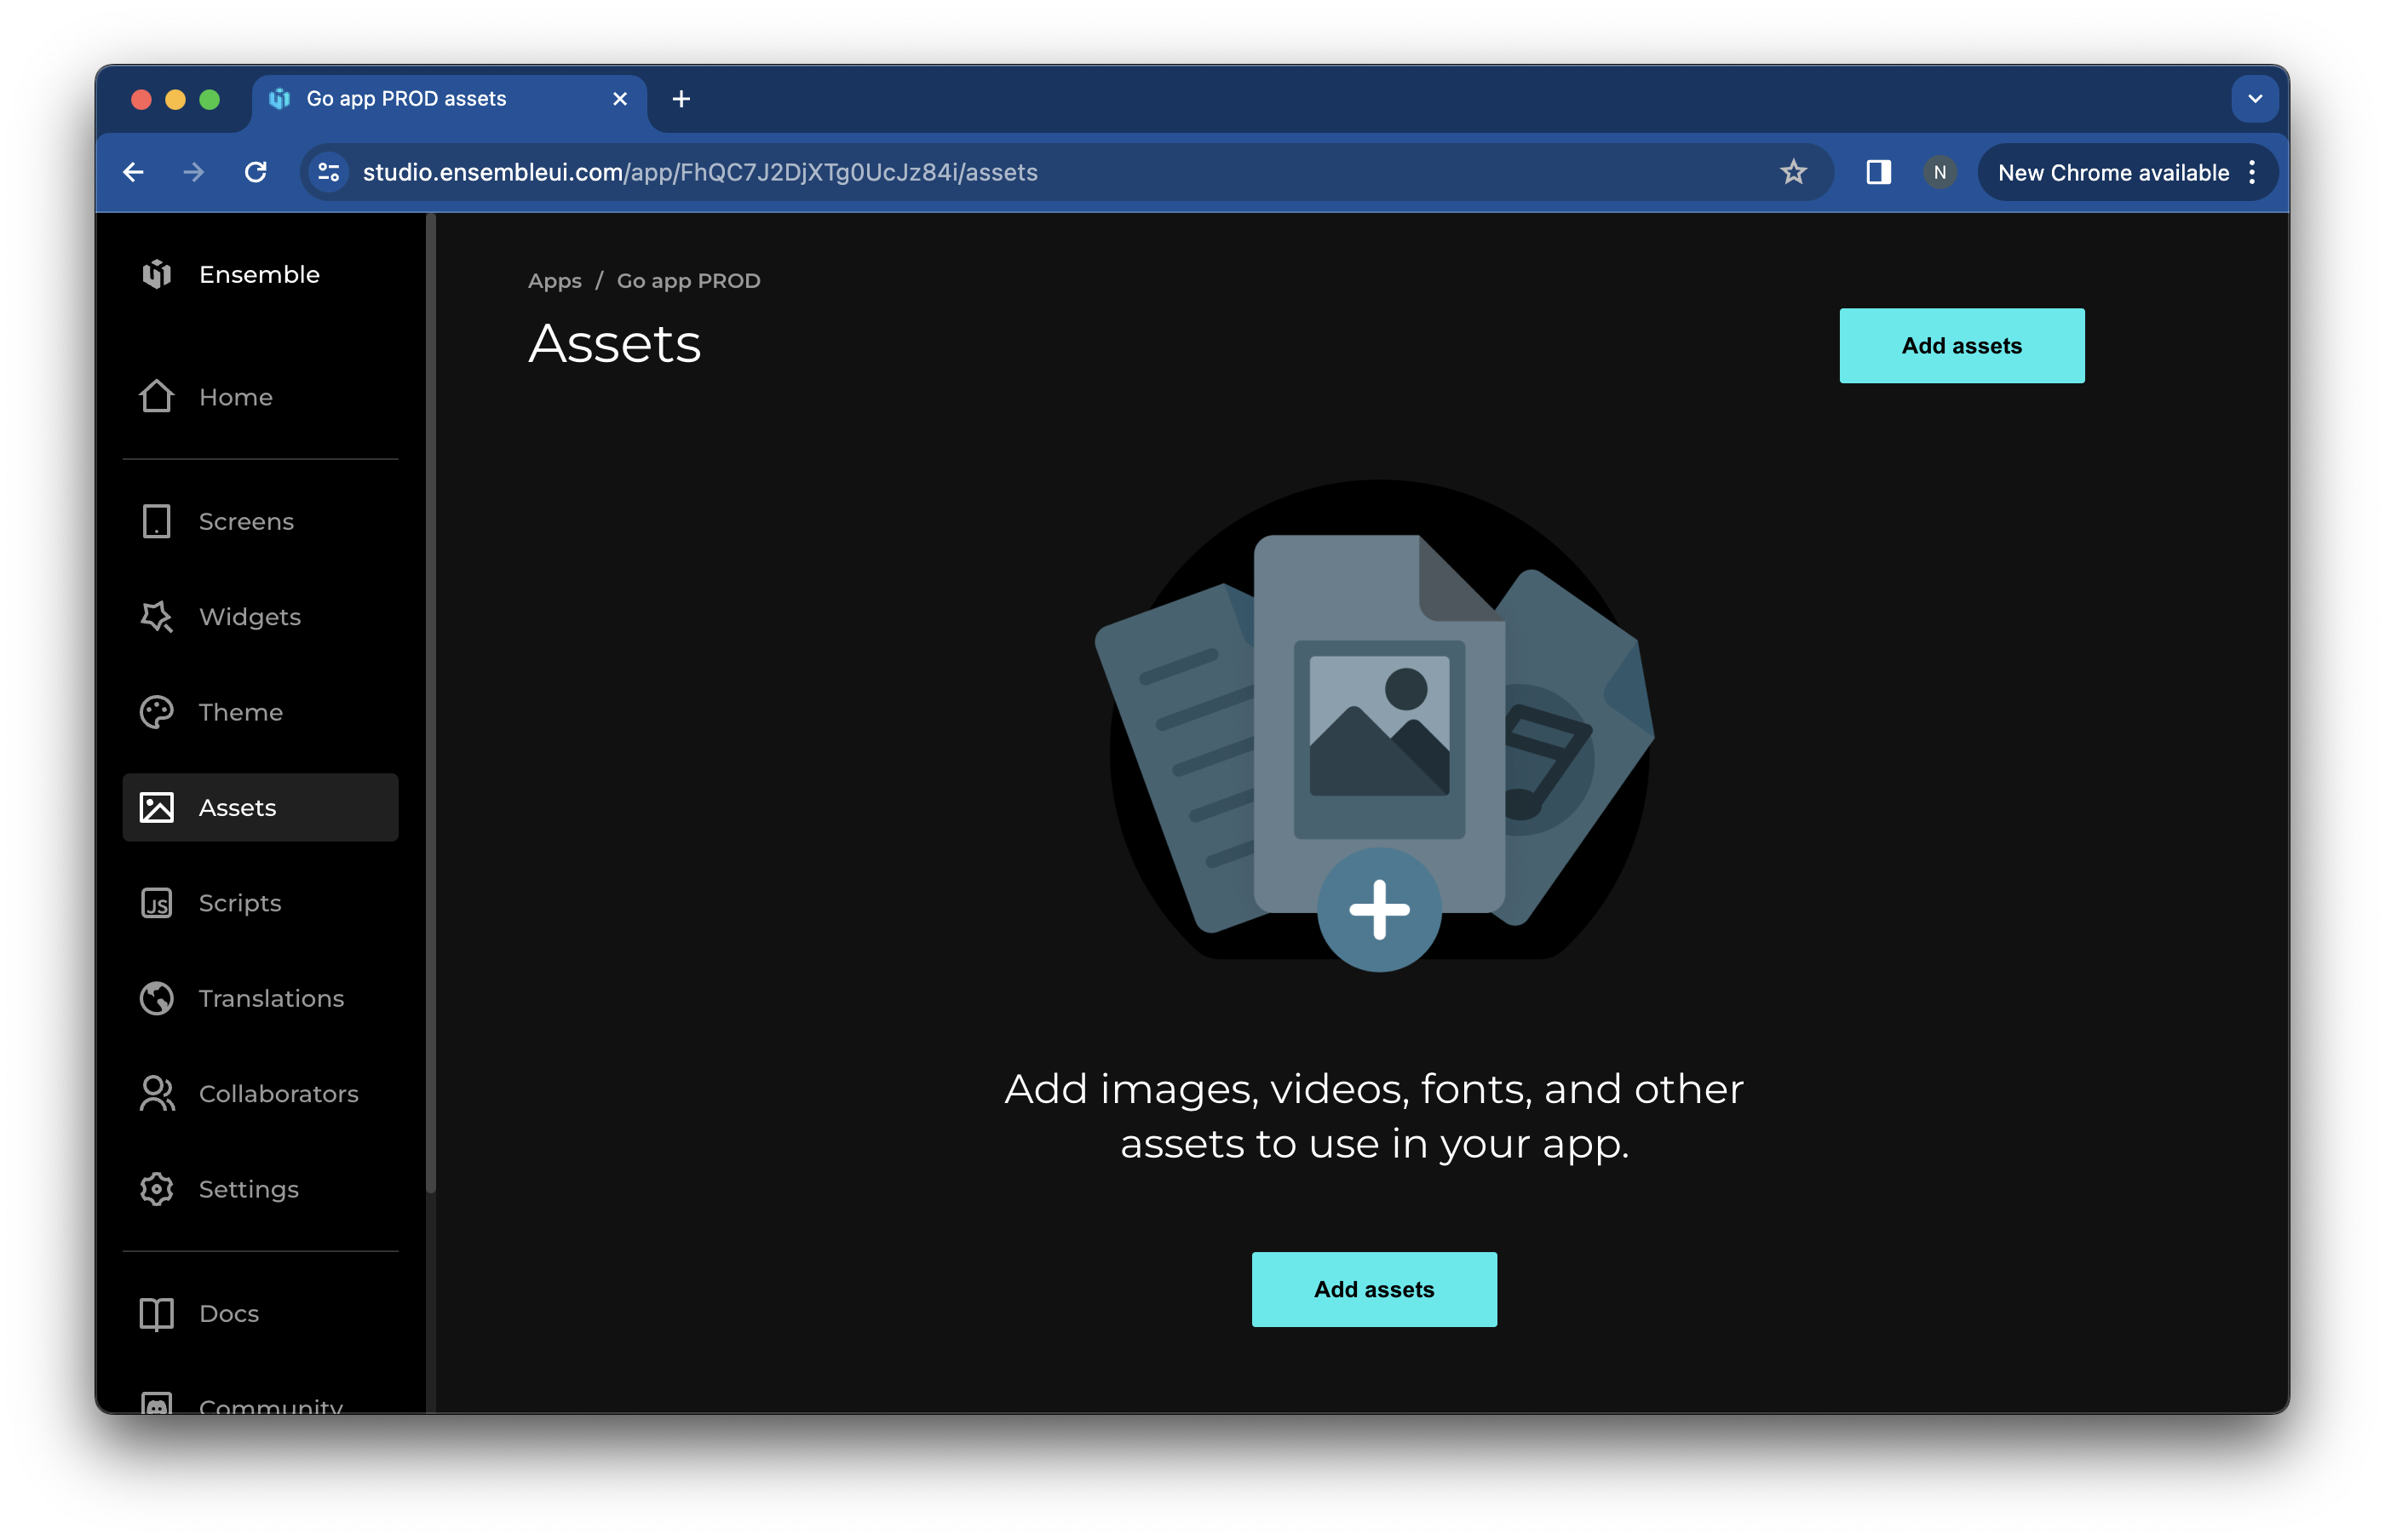 Go app PROD assets
studio.ensembleui.com/app/FhQC7J2DjXTg0UcJz84i/assets
N
New Chrome available
Ensemble
Home
Screens
Widgets
Theme
Assets
JS
Scripts
Translations
Collaborators
Settings
Docs
Community
Apps / Go app PROD
Assets
Add assets
Add images, videos, fonts, and other
assets to use in your app.
Add assets